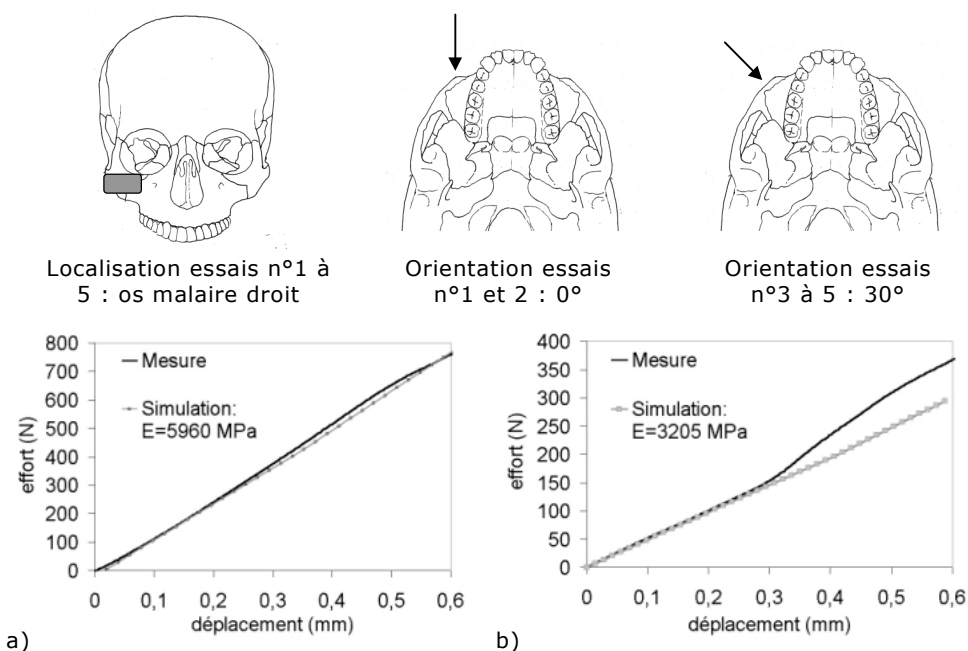 Localisation essais n°1 à
5 : os malaire droit
Orientation essais
n°1 et 2 : 0°
Orientation essais
n°3 à 5 : 30°
800
700
600
500
400
300
200
100
0
effort (N)
Mesure
Simulation:
E=5960 MPa
0 0,1 0,2 0,3 0,4 0,5 0,6
déplacement (mm)
a)
400
350
300
250
200
150
100
50
0
effort (N)
Mesure
Simulation:
E=3205 MPa
0 0,1 0,2 0,3 0,4 0,5 0,6
déplacement (mm)
b)